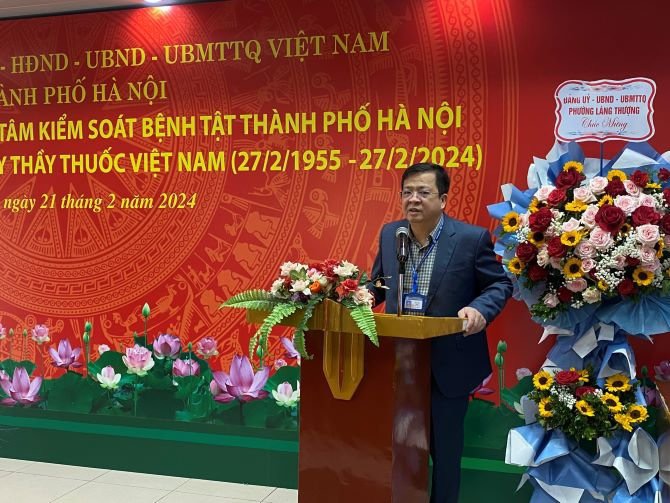 - HĐND - UBND - UBMTTQ VIỆT NAM
THÀNH PHỐ HÀ NỘI
TÂM KIỂM SOÁT BỆNH TẬT THÀNH PHỐ HÀ NỘI
Y THẦY THUỐC VIỆT NAM (27/2/1955 - 27/2/2024)
, ngày 21 tháng 2 năm 2024
ĐẢNG ỦY - UBND - UBMTTQ
PHƯỜNG LÁNG THƯỢNG
Chúc Mừng